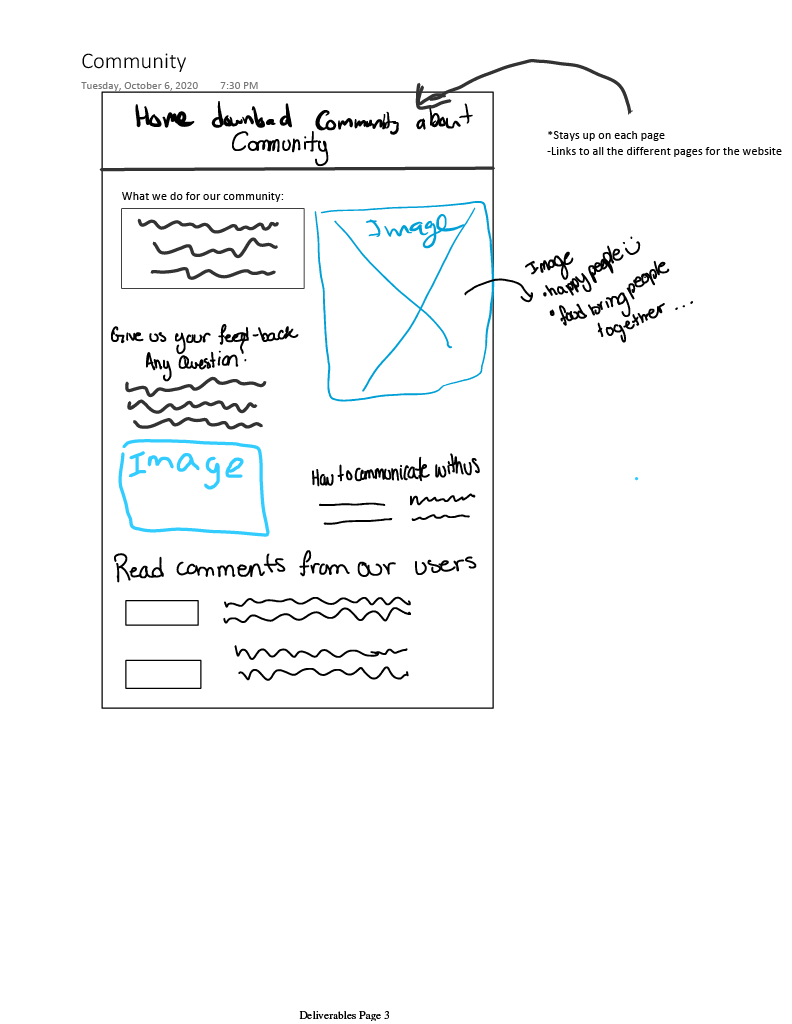 Community
Tuesday, October 6, 2020 7:30 PM
Home download Community about
Community
*Stays up on each page
-Links to all the different pages for the website
What we do for our community:
Image
Image
• happy people
• food bring people
together ...
Give us your feed-back
Any Question?
Image
How to communicate with us
Read comments from our users
Deliverables Page 3